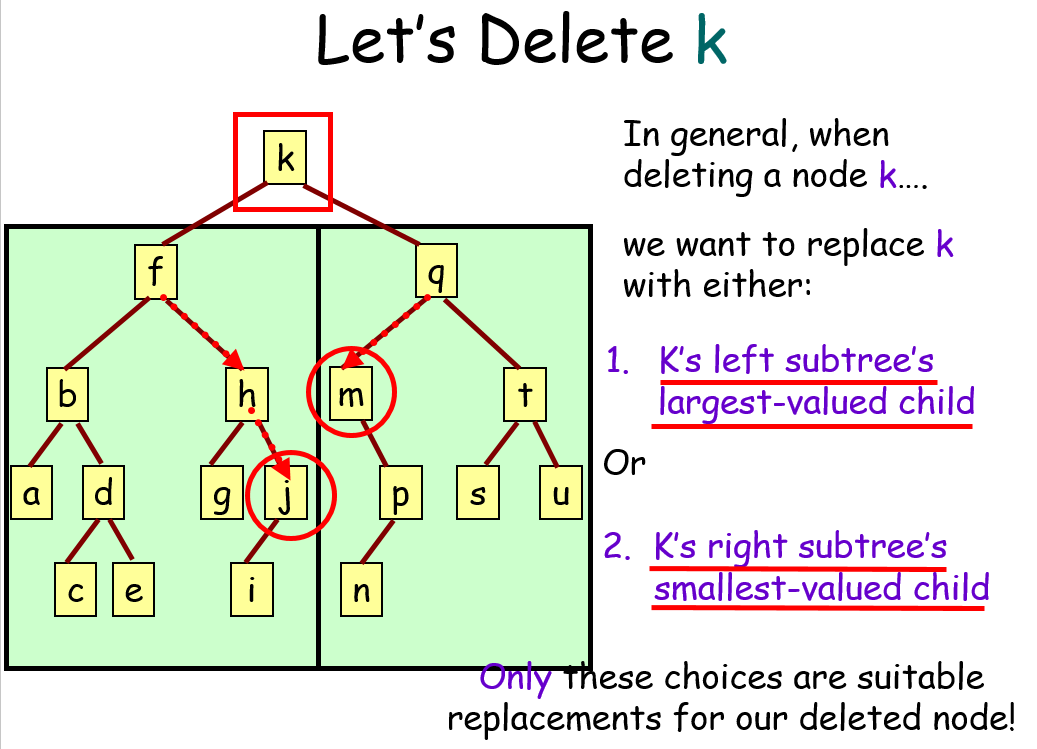 Let's Delete k
In general, when
deleting a node k….
we want to replace k
with either:
1. K's left subtree's
largest-valued child
Or
2. K's right subtree's
smallest-valued child
Only these choices are suitable
replacements for our deleted node!
k
f
q
b
h
m
t
a
d
g
j
p
s
u
c
e
i
n